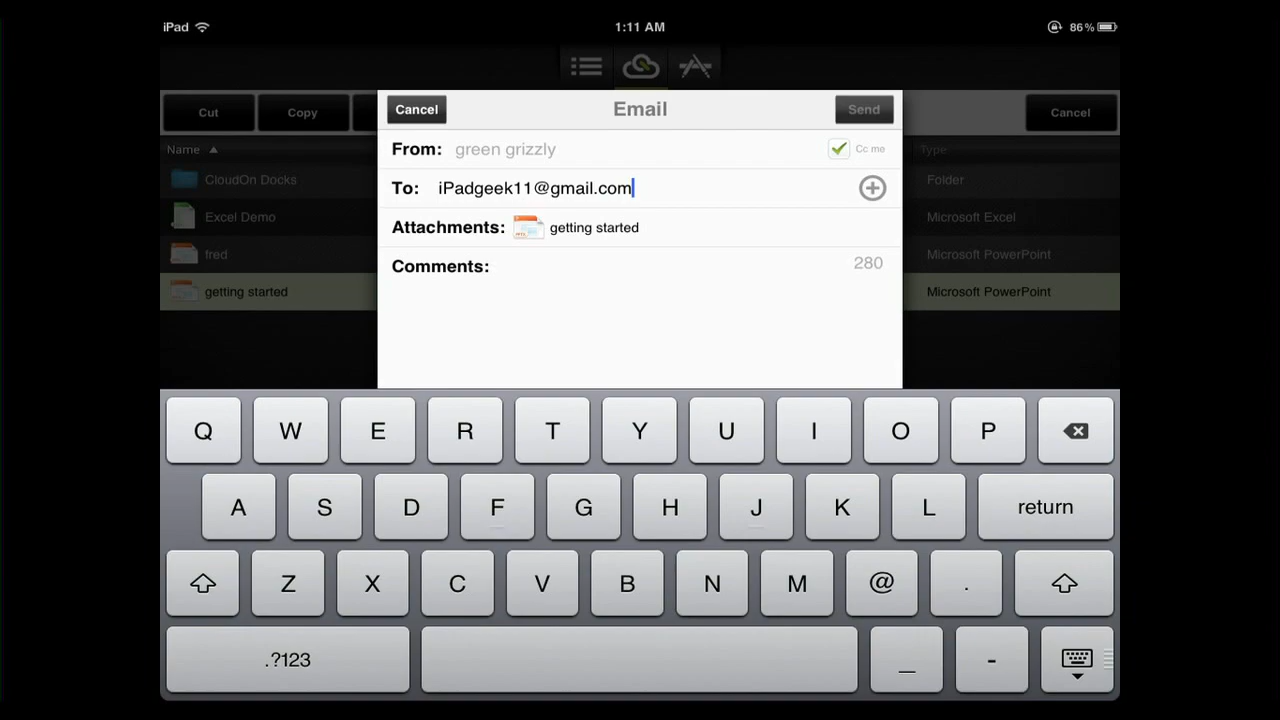 iPad 1:11 AM 86%
Cut Copy Cancel Email Send Cancel
Name Type
From: green grizzly Cc me
CloudOn Docks Folder
To: iPadgeek11@gmail.com
Excel Demo Microsoft Excel
Attachments: getting started
fred Microsoft PowerPoint
Comments: 280
getting started Microsoft PowerPoint
Q W E R T Y U I O P
A S D F G H J K L return
Z X C V B N M @ .
.?123 _ -